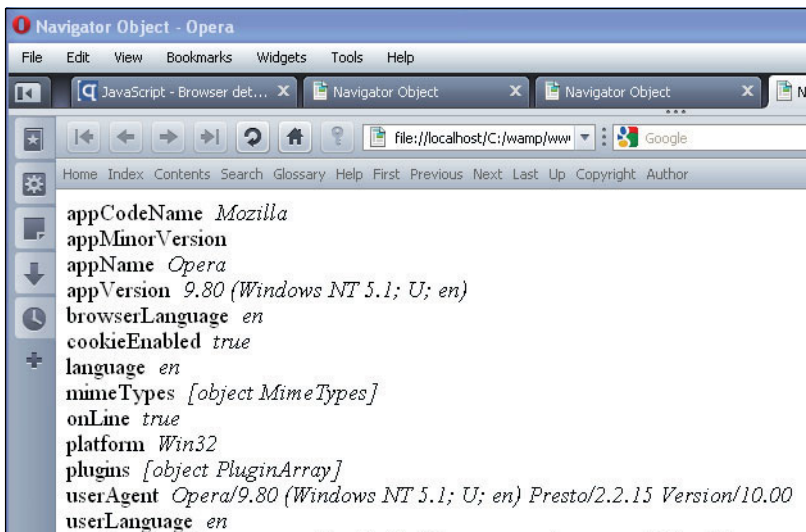 Navigator Object - Opera
File Edit View Bookmarks Widgets Tools Help
JavaScript - Browser det... X Navigator Object X Navigator Object X N
file://localhost/C:/wamp/ww Google
Home Index Contents Search Glossary Help First Previous Next Last Up Copyright Author
appCodeName Mozilla
appMinorVersion
appName Opera
appVersion 9.80 (Windows NT 5.1; U; en)
browserLanguage en
cookieEnabled true
language en
mimeTypes [object MimeTypes]
onLine true
platform Win32
plugins [object PluginArray]
userAgent Opera/9.80 (Windows NT 5.1; U; en) Presto/2.2.15 Version/10.00
userLanguage en